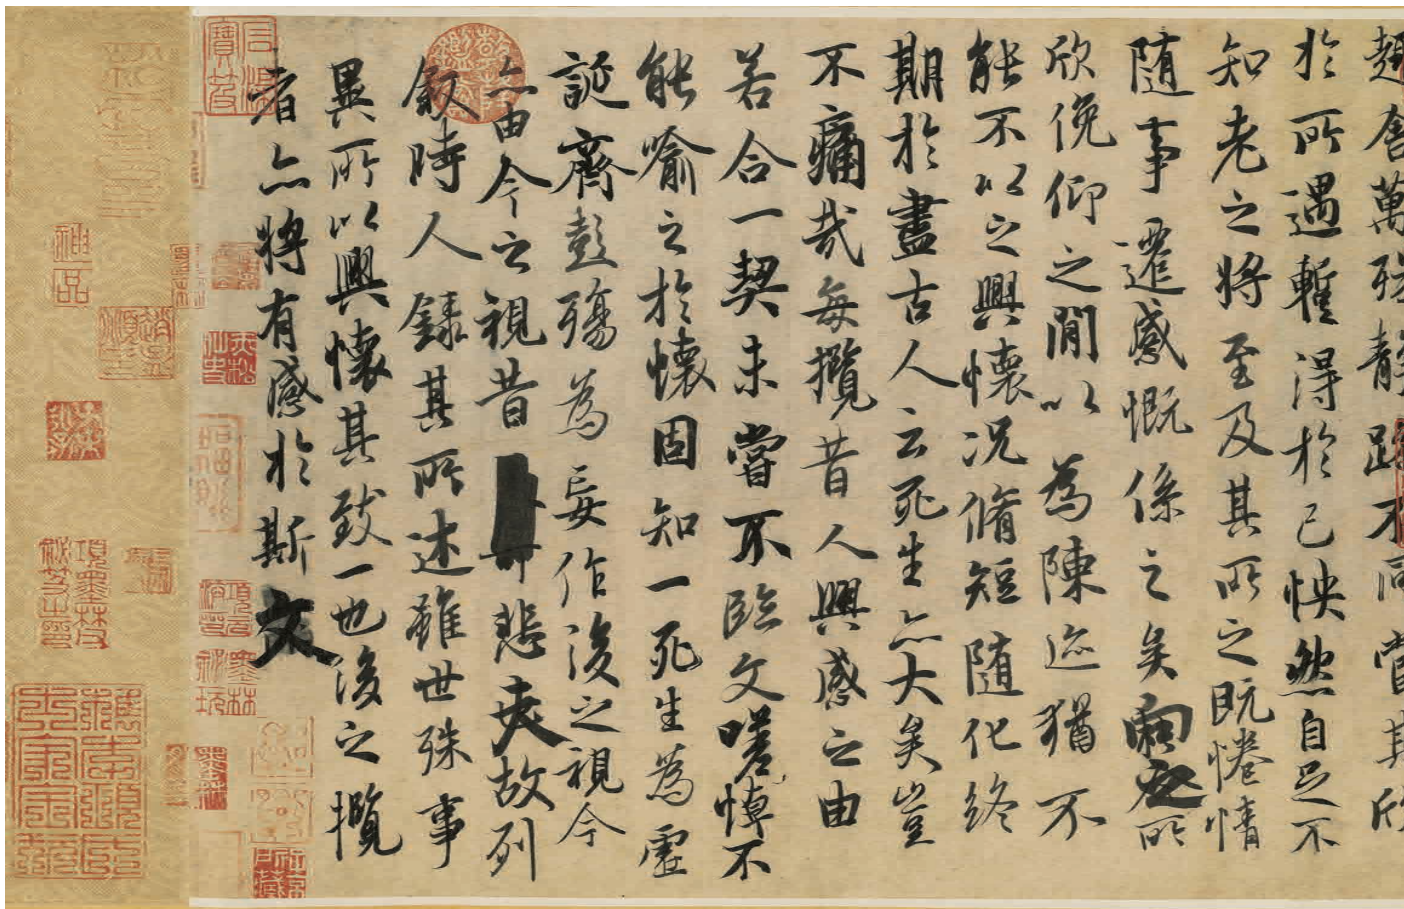 趣舍萬殊靜躁不同當其欣
於所遇蹔得於己怏然自足不
知老之將至及其所之既惓情
隨事遷感慨係之矣向之所
欣俛仰之閒以為陳迹猶不
能不以之興懷況脩短隨化終
期於盡古人云死生亦大矣豈
不痛哉每攬昔人興感之由
若合一契未嘗不臨文嗟悼不
能喻之於懷固知一死生為虛
誕齊彭殤為妄作後之視今
亦由今之視昔悲夫故列
敘時人錄其所述雖世殊事
異所以興懷其致一也後之攬
者亦將有感於斯文
神品